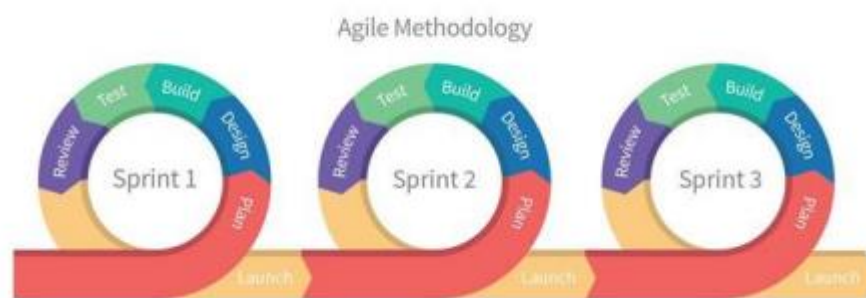 Agile Methodology
Test
Build
Review
Design
Sprint 1
Plan
Launch
Test
Build
Review
Design
Sprint 2
Plan
Launch
Test
Build
Review
Design
Sprint 3
Plan
Launch